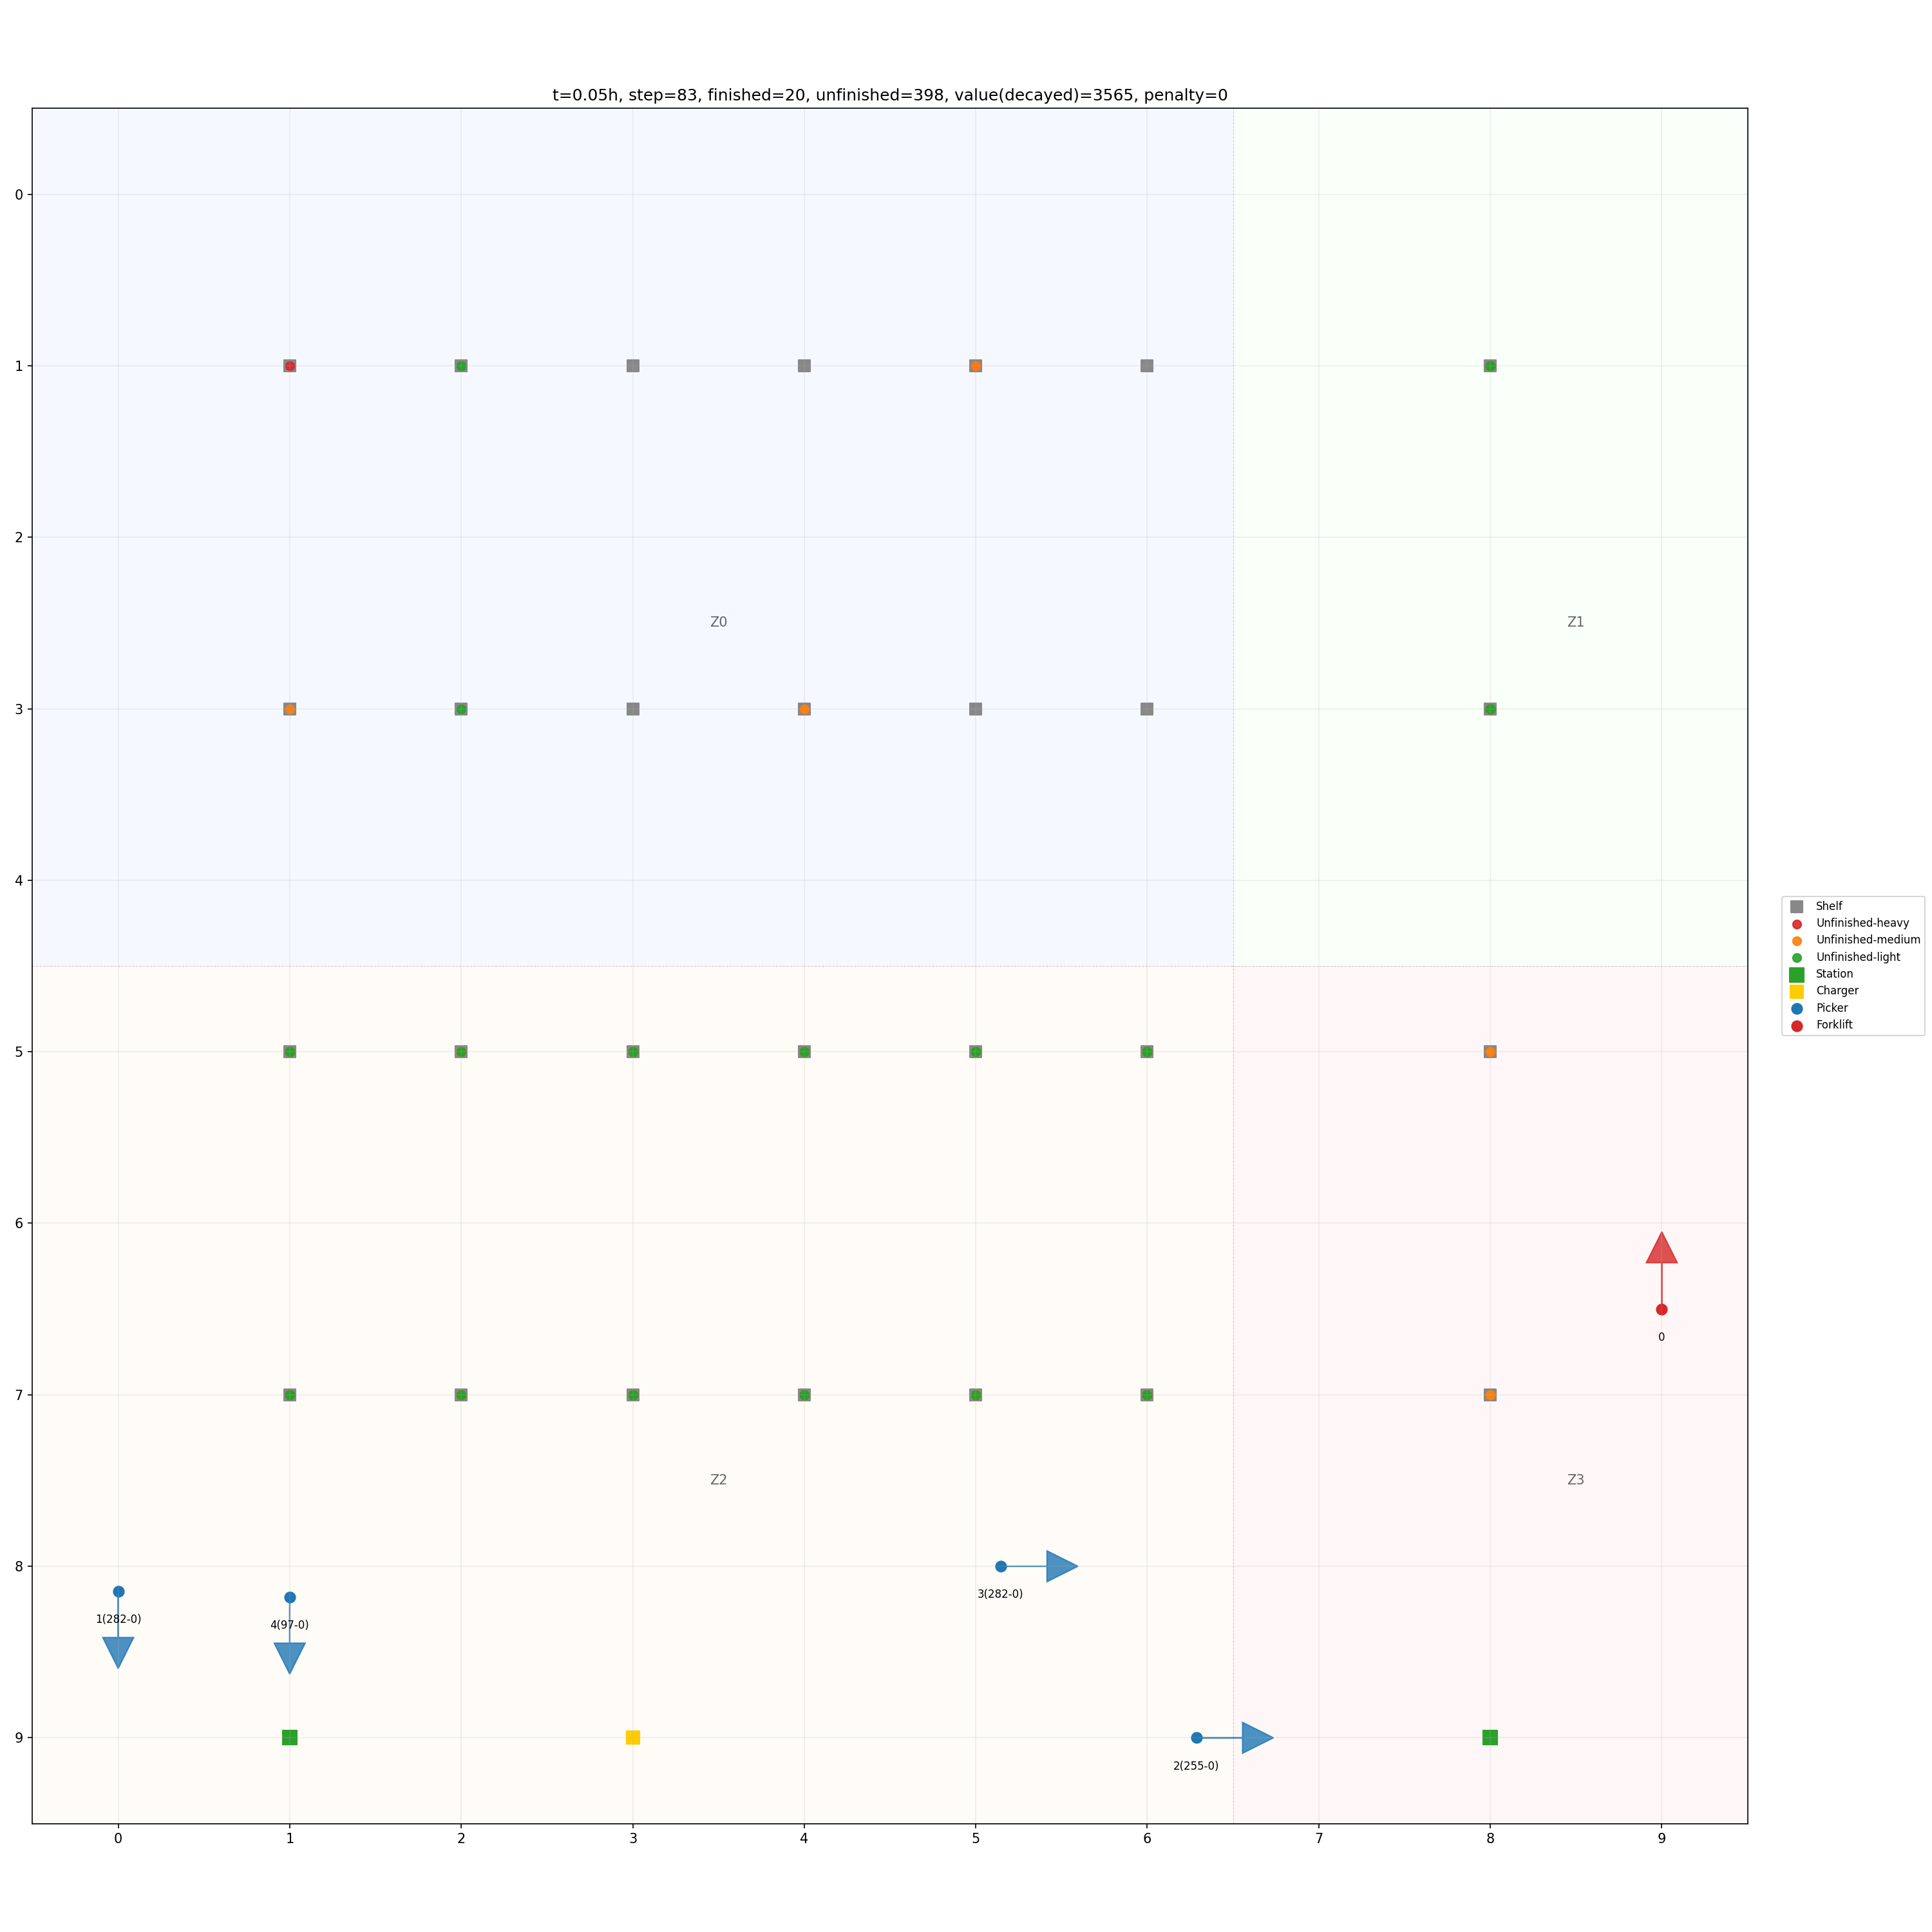 t=0.05h, step=83, finished=20, unfinished=398, value(decayed)=3565, penalty=0
0
1
2
Z0
Z1
3
4
Shelf
Unfinished-heavy
Unfinished-medium
Unfinished-light
Station
Charger
Picker
Forklift
5
6
0
7
Z2
Z3
8
3(282-0)
1(282-0)
4(97-0)
9
2(255-0)
0 1 2 3 4 5 6 7 8 9